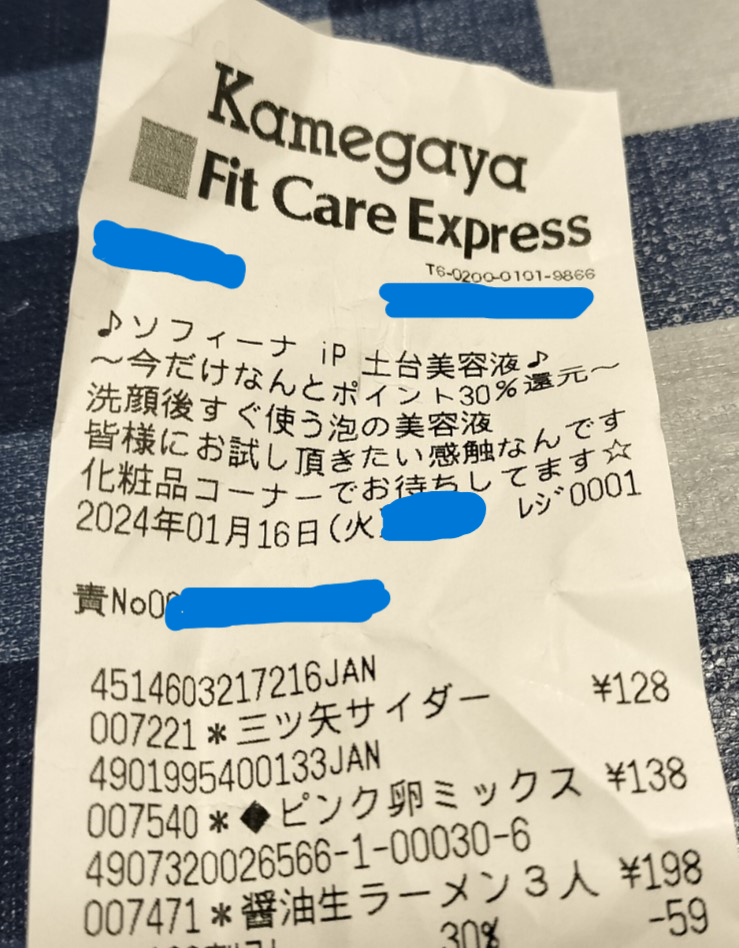 Kamegaya
Fit Care Express
T6-0200-0101-9866
♪ソフィーナ iP 土台美容液♪
～今だけなんとポイント30%還元～
洗顔後すぐ使う泡の美容液
皆様にお試し頂きたい感触なんです
化粧品コーナーでお待ちしてます☆
2024年01月16日(火) レジ0001
責No0
4514603217216JAN
007221*三ツ矢サイダー ¥128
4901995400133JAN
007540*◆ピンク卵ミックス ¥138
4907320026566-1-00030-6
007471*醤油生ラーメン3人 ¥198
30% -59